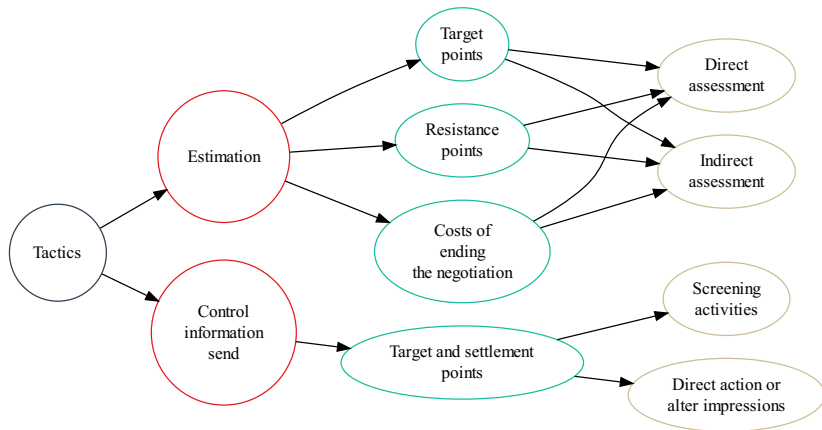 Tactics
Estimation
Control
information
send
Target
points
Resistance
points
Costs of
ending
the negotiation
Target and settlement
points
Direct
assessment
Indirect
assessment
Screening
activities
Direct action or
alter impressions